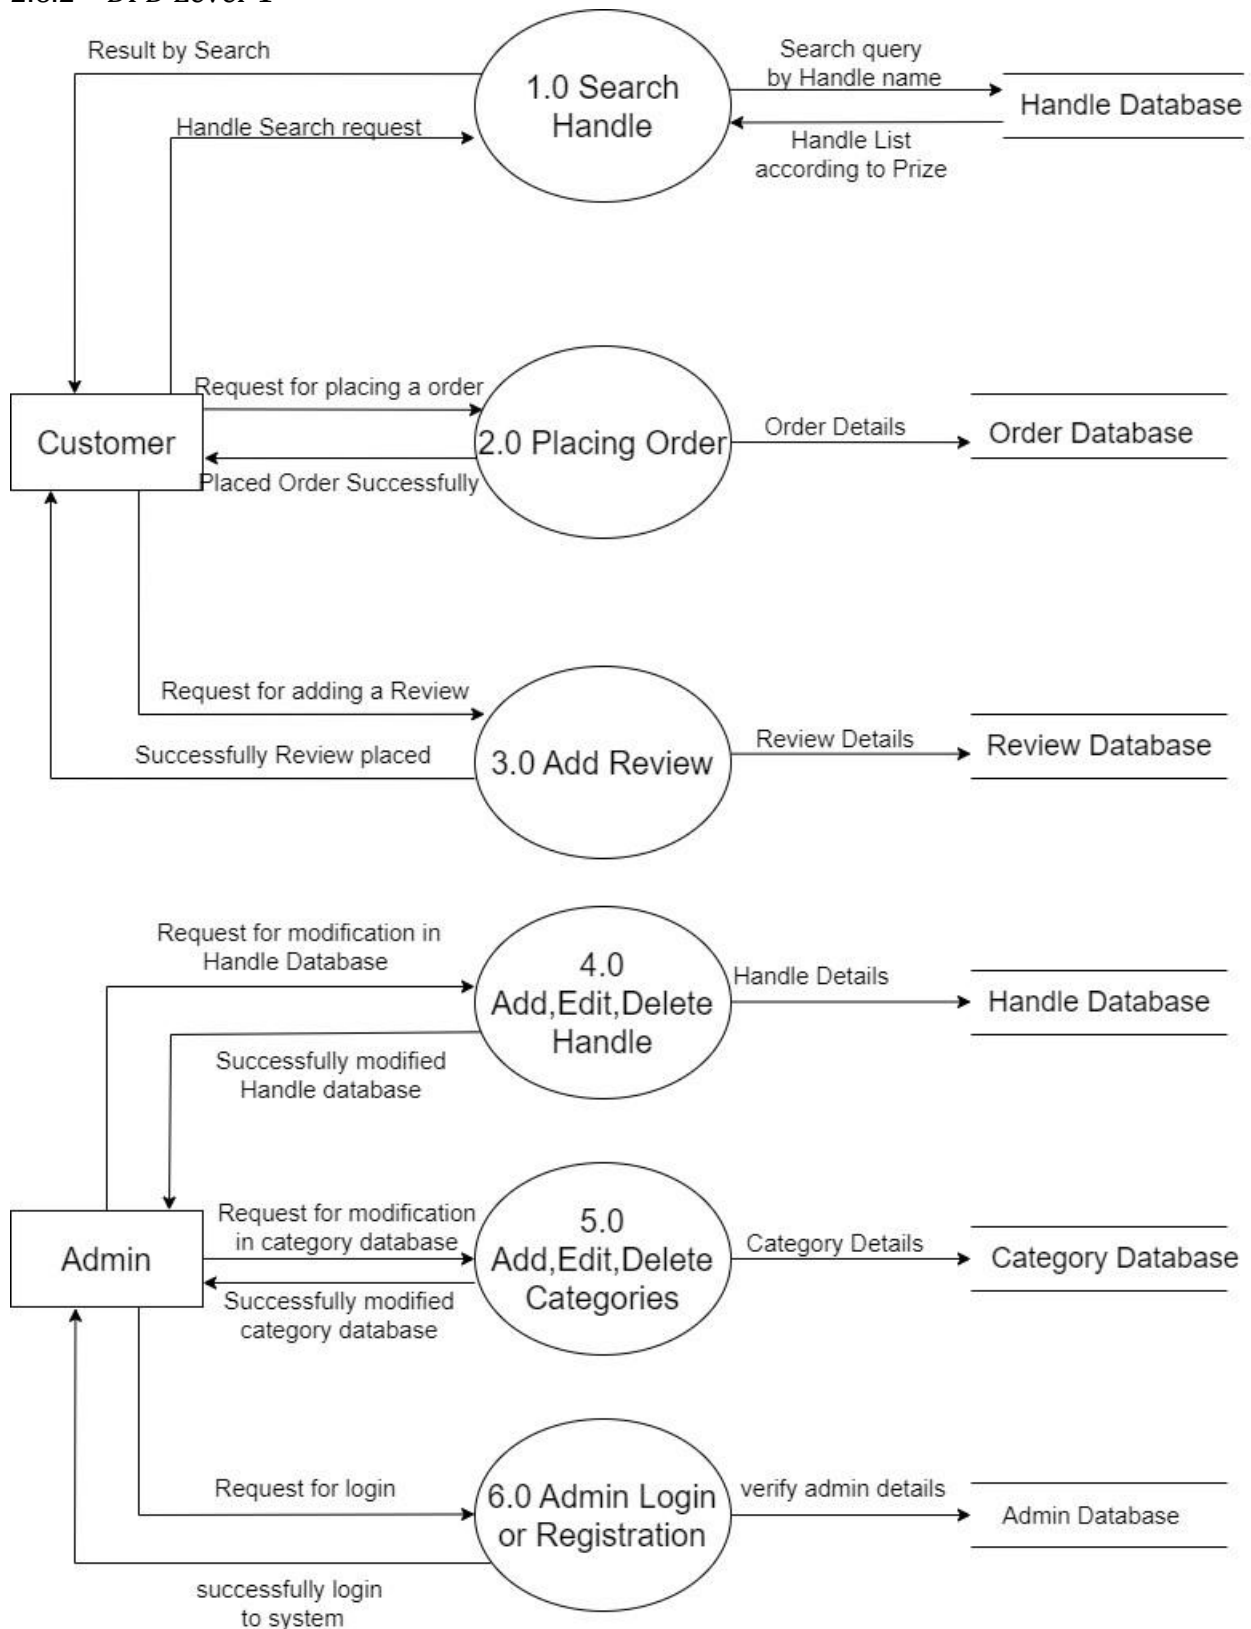 Result by Search
Search query
by Handle name
1.0 Search
Handle
Handle Database
Handle Search request
Handle List
according to Prize
Request for placing a order
Customer
2.0 Placing Order
Order Details
Order Database
Placed Order Successfully
Request for adding a Review
Successfully Review placed
3.0 Add Review
Review Details
Review Database
Request for modification in
Handle Database
4.0
Add,Edit,Delete
Handle
Handle Details
Handle Database
Successfully modified
Handle database
Admin
Request for modification
in category database
5.0
Add,Edit,Delete
Categories
Category Details
Category Database
Successfully modified
category database
Request for login
6.0 Admin Login
or Registration
verify admin details
Admin Database
successfully login
to system